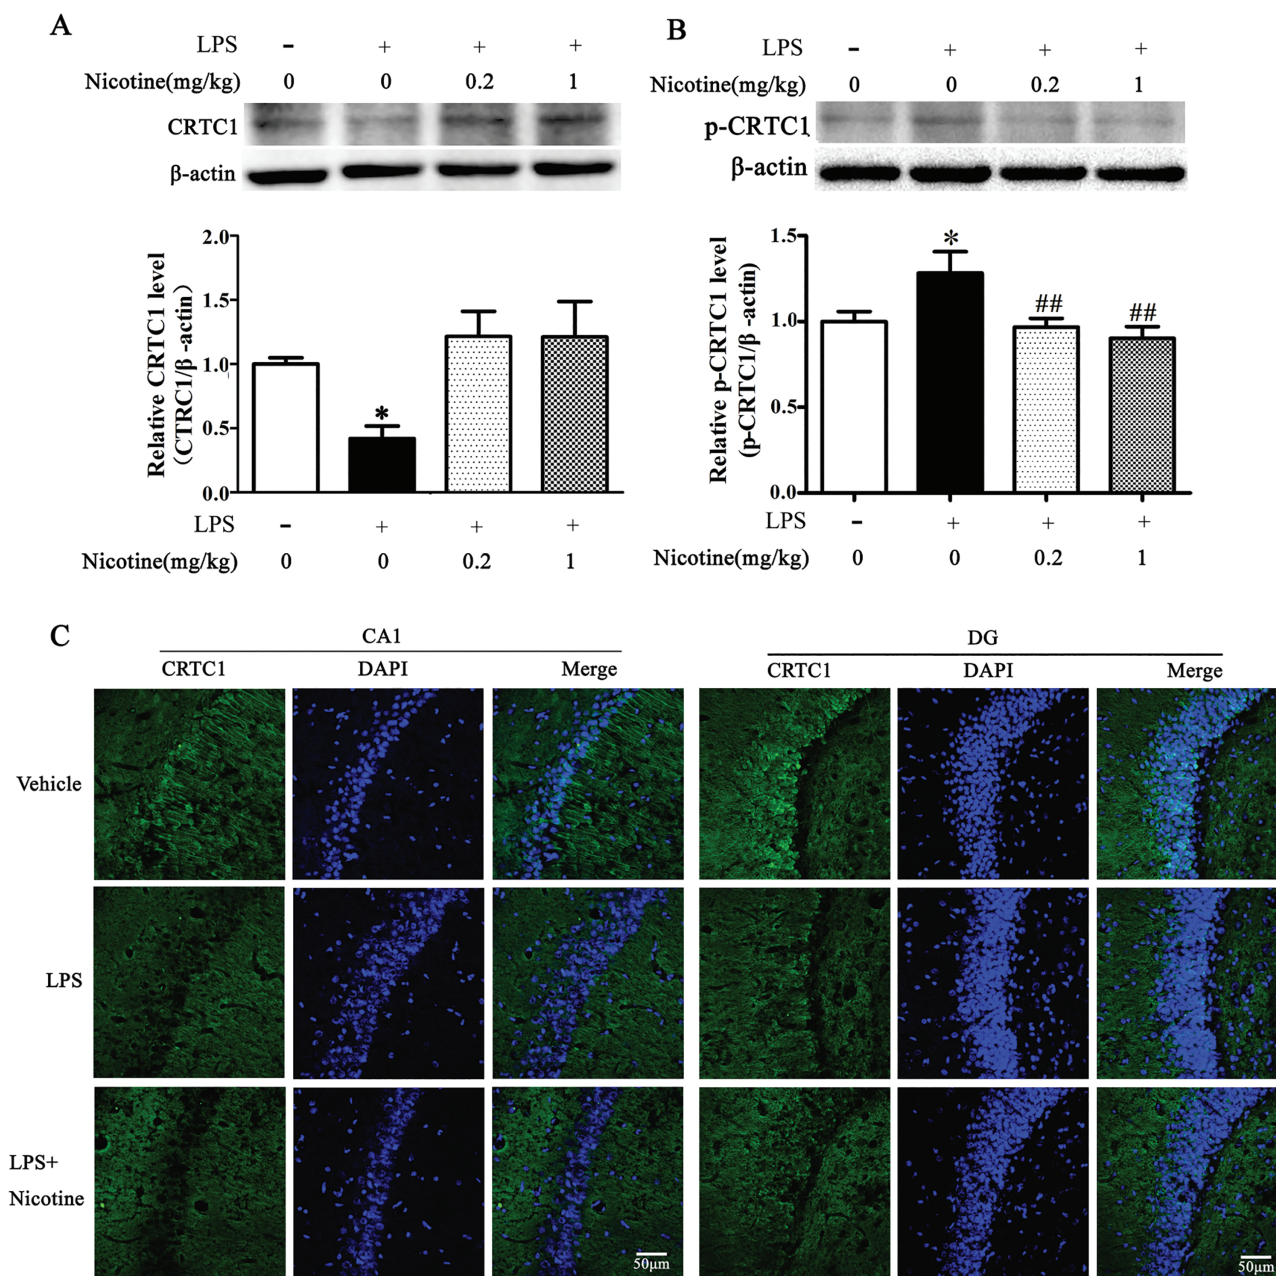 A
LPS - + + +
Nicotine(mg/kg) 0 0 0.2 1
CRTC1
β-actin
Relative CRTC1 level
(CTRC1/β -actin)
2.0
1.5
1.0
0.5
0.0
*
LPS - + + +
Nicotine(mg/kg) 0 0 0.2 1
B
LPS - + + +
Nicotine(mg/kg) 0 0 0.2 1
p-CRTC1
β-actin
Relative p-CRTC1 level
(p-CRTC1/β -actin)
1.5
1.0
0.5
0.0
*
##
##
LPS - + + +
Nicotine(mg/kg) 0 0 0.2 1
C
CA1
DG
CRTC1 DAPI Merge
CRTC1 DAPI Merge
Vehicle
LPS
LPS+
Nicotine
50μm
50μm